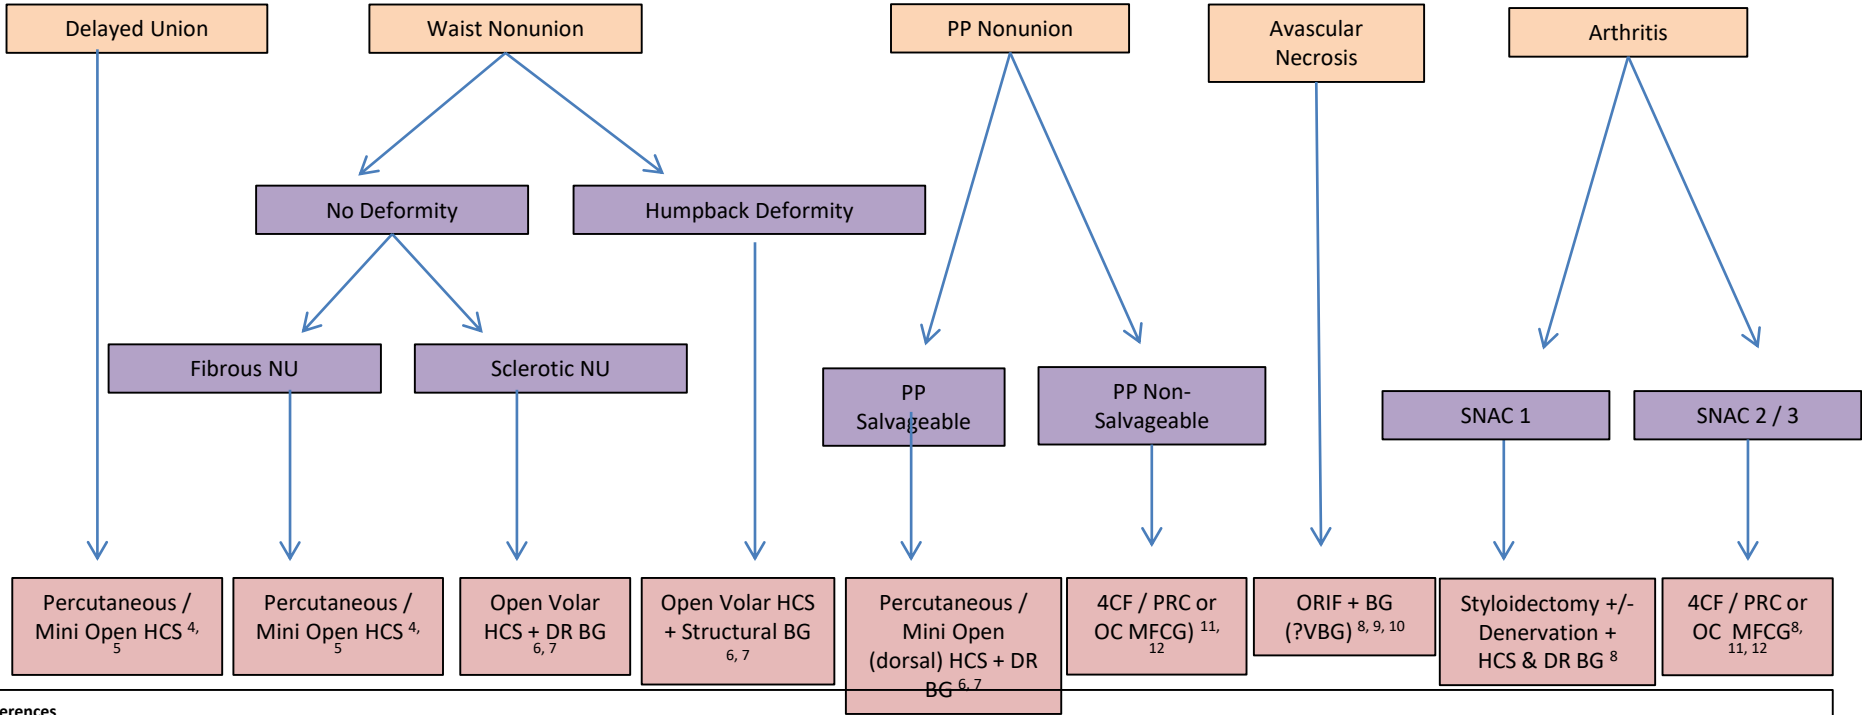 Delayed Union
Waist Nonunion
PP Nonunion
Avascular
Necrosis
Arthritis
No Deformity
Humpback Deformity
Fibrous NU
Sclerotic NU
PP
Salvageable
PP Non-
Salvageable
SNAC 1
SNAC 2 / 3
Percutaneous /
Mini Open HCS 4,
5
Percutaneous /
Mini Open HCS 4,
5
Open Volar
HCS + DR BG
6, 7
Open Volar HCS
+ Structural BG
6, 7
Percutaneous /
Mini Open
(dorsal) HCS + DR
BG 6, 7
4CF / PRC or
OC MFCG) 11,
12
ORIF + BG
(?VBG) 8, 9, 10
Styloidectomy +/-
Denervation +
HCS & DR BG 8
4CF / PRC or
OC MFCG8,
11, 12
erences